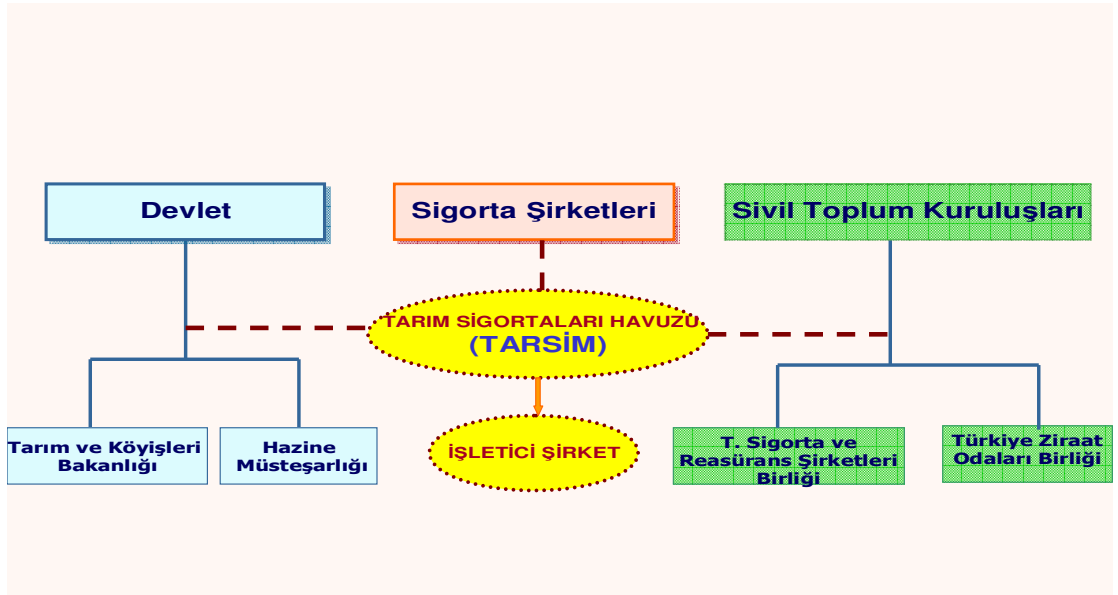 Devlet
Sigorta Şirketleri
Sivil Toplum Kuruluşları
TARIM SİGORTALARI HAVUZU
(TARSİM)
Tarım ve Köyişleri
Bakanlığı
Hazine
Müsteşarlığı
İŞLETİCİ ŞİRKET
T. Sigorta ve
Reasürans Şirketleri
Birliği
Türkiye Ziraat
Odaları Birliği